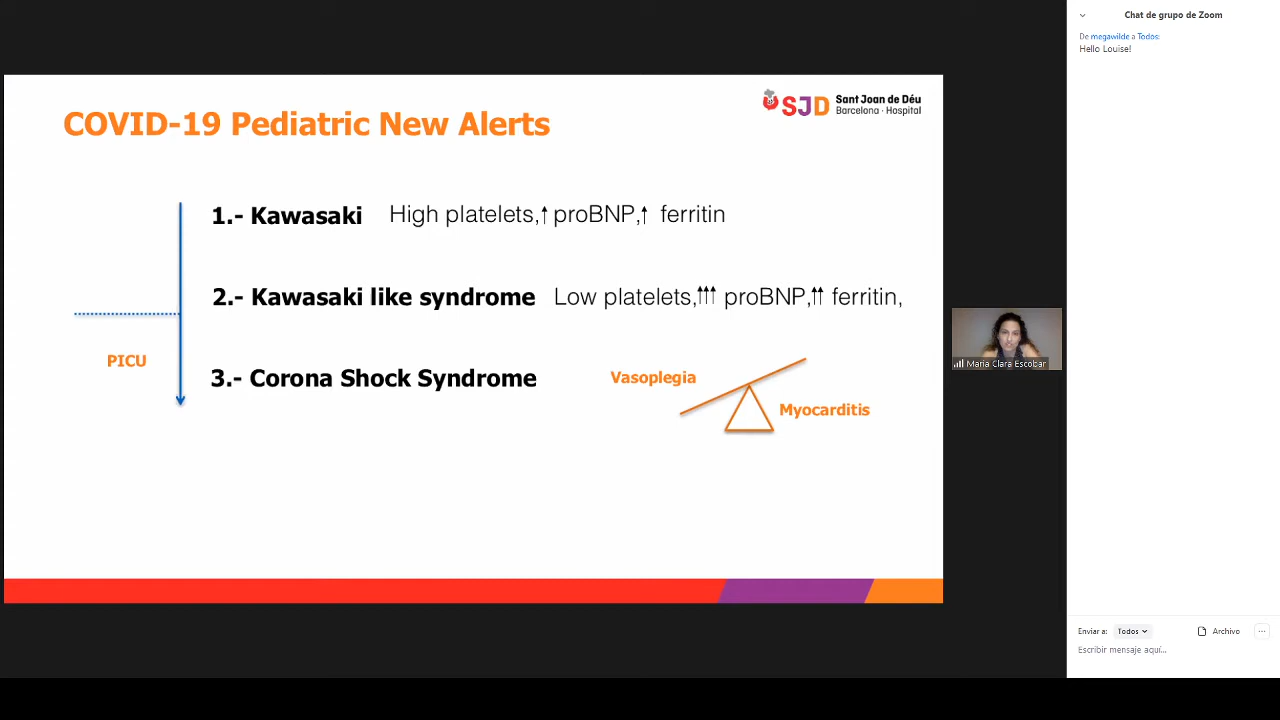 COVID-19 Pediatric New Alerts
SJD Sant Joan de Déu
Barcelona · Hospital
1.- Kawasaki High platelets,↑ proBNP,↑ ferritin
2.- Kawasaki like syndrome Low platelets,↑↑↑ proBNP,↑↑ ferritin,
PICU
3.- Corona Shock Syndrome
Vasoplegia
Myocarditis
Maria Clara Escobar
Chat de grupo de Zoom
De megawilde a Todos:
Hello Louise!
Enviar a: Todos Archivo ...
Escribir mensaje aquí...